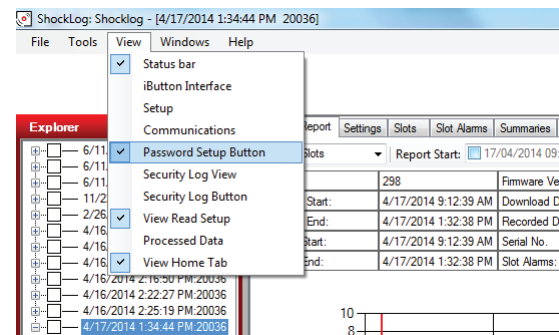 ShockLog: Shocklog - [4/17/2014 1:34:44 PM 20036]
File Tools View Windows Help
Status bar
iButton Interface
Setup
Communications
Password Setup Button
Security Log View
Security Log Button
View Read Setup
Processed Data
View Home Tab
Explorer
6/11
6/11
6/11
11/2
2/26
4/16
4/16
4/16
4/16/2014 2:16:50 PM:20036
4/16/2014 2:22:27 PM:20036
4/16/2014 2:25:19 PM:20036
4/17/2014 1:34:44 PM:20036
Report Settings Slots Slot Alarms Summaries
Slots Report Start: 17/04/2014 09:
298 Firmware Ve
Start: 4/17/2014 9:12:39 AM Download D
End: 4/17/2014 1:32:38 PM Recorded D
Start: 4/17/2014 9:12:39 AM Serial No.
End: 4/17/2014 1:32:38 PM Slot Alarms:
10
8